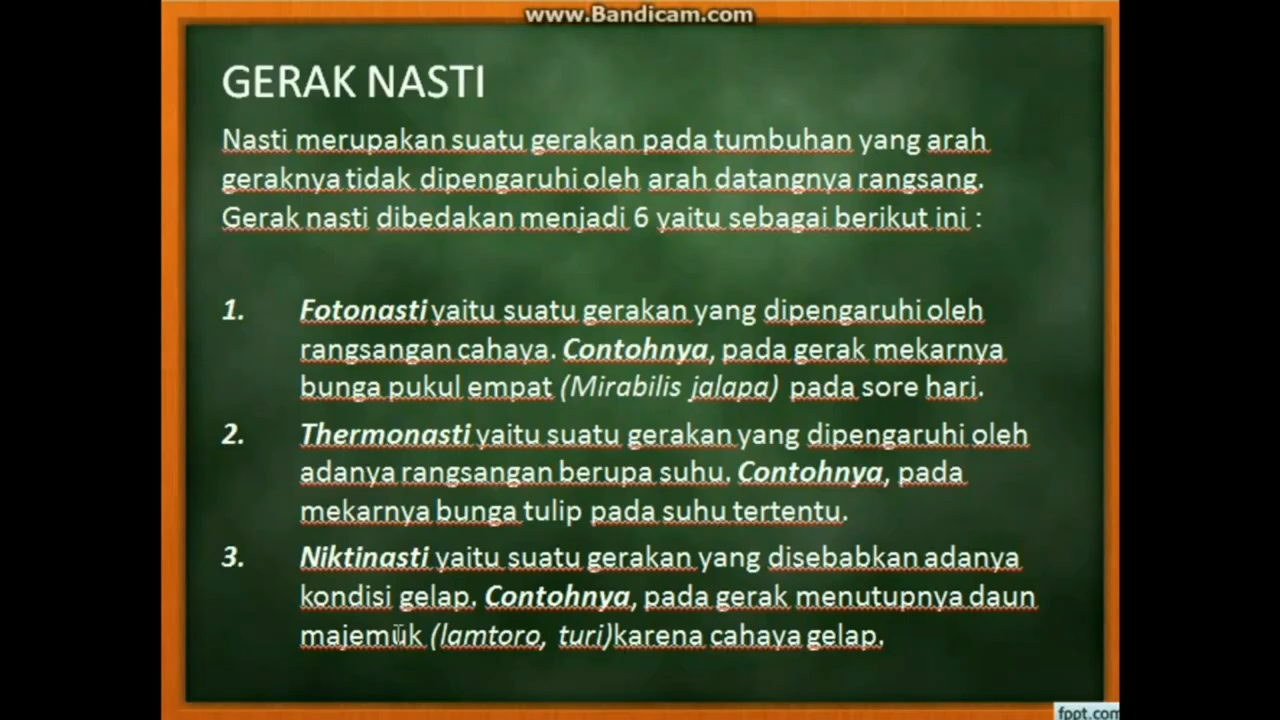 www.Bandicam.com
GERAK NASTI
Nasti merupakan suatu gerakan pada tumbuhan yang arah
geraknya tidak dipengaruhi oleh arah datangnya rangsang.
Gerak nasti dibedakan menjadi 6 yaitu sebagai berikut ini :
1. Fotonasti yaitu suatu gerakan yang dipengaruhi oleh
rangsangan cahaya. Contohnya, pada gerak mekarnya
bunga pukul empat (Mirabilis jalapa) pada sore hari.
2. Thermonasti yaitu suatu gerakan yang dipengaruhi oleh
adanya rangsangan berupa suhu. Contohnya, pada
mekarnya bunga tulip pada suhu tertentu.
3. Niktinasti yaitu suatu gerakan yang disebabkan adanya
kondisi gelap. Contohnya, pada gerak menutupnya daun
majemuk (lamtoro, turi)karena cahaya gelap.
fppt.com